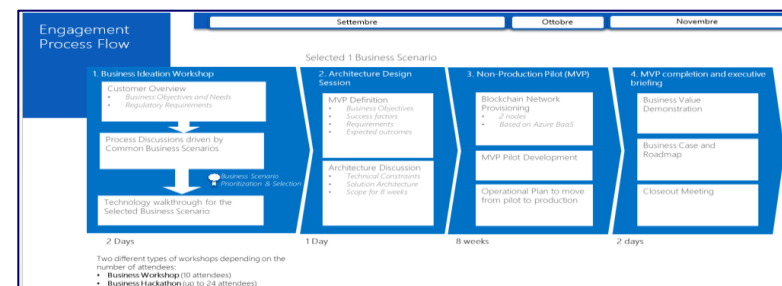 Engagement
Process Flow
Settembre
Ottobre
Novembre
Selected 1 Business Scenario
1. Business Ideation Workshop
Customer Overview
• Business Objectives and Needs
• Regulatory Requirements
Process Discussions driven by
Common Business Scenarios
Business Scenario
Prioritization & Selection
Technology walkthrough for the
Selected Business Scenario
2 Days
Two different types of workshops depending on the
number of attendees:
• Business Workshop (10 attendees)
• Business Hackathon (up to 24 attendees)
2. Architecture Design
Session
MVP Definition
• Business Objectives
• Success factors
• Requirements
• Expected outcomes
Architecture Discussion
• Technical Constraints
• Solution Architecture
• Scope for 8 weeks
1 Day
3. Non-Production Pilot (MVP)
Blockchain Network
Provisioning
• 2 nodes
• Based on Azure BaaS
MVP Pilot Development
Operational Plan to move
from pilot to production
8 weeks
4. MVP completion and executive
briefing
Business Value
Demonstration
Business Case and
Roadmap
Closeout Meeting
2 days